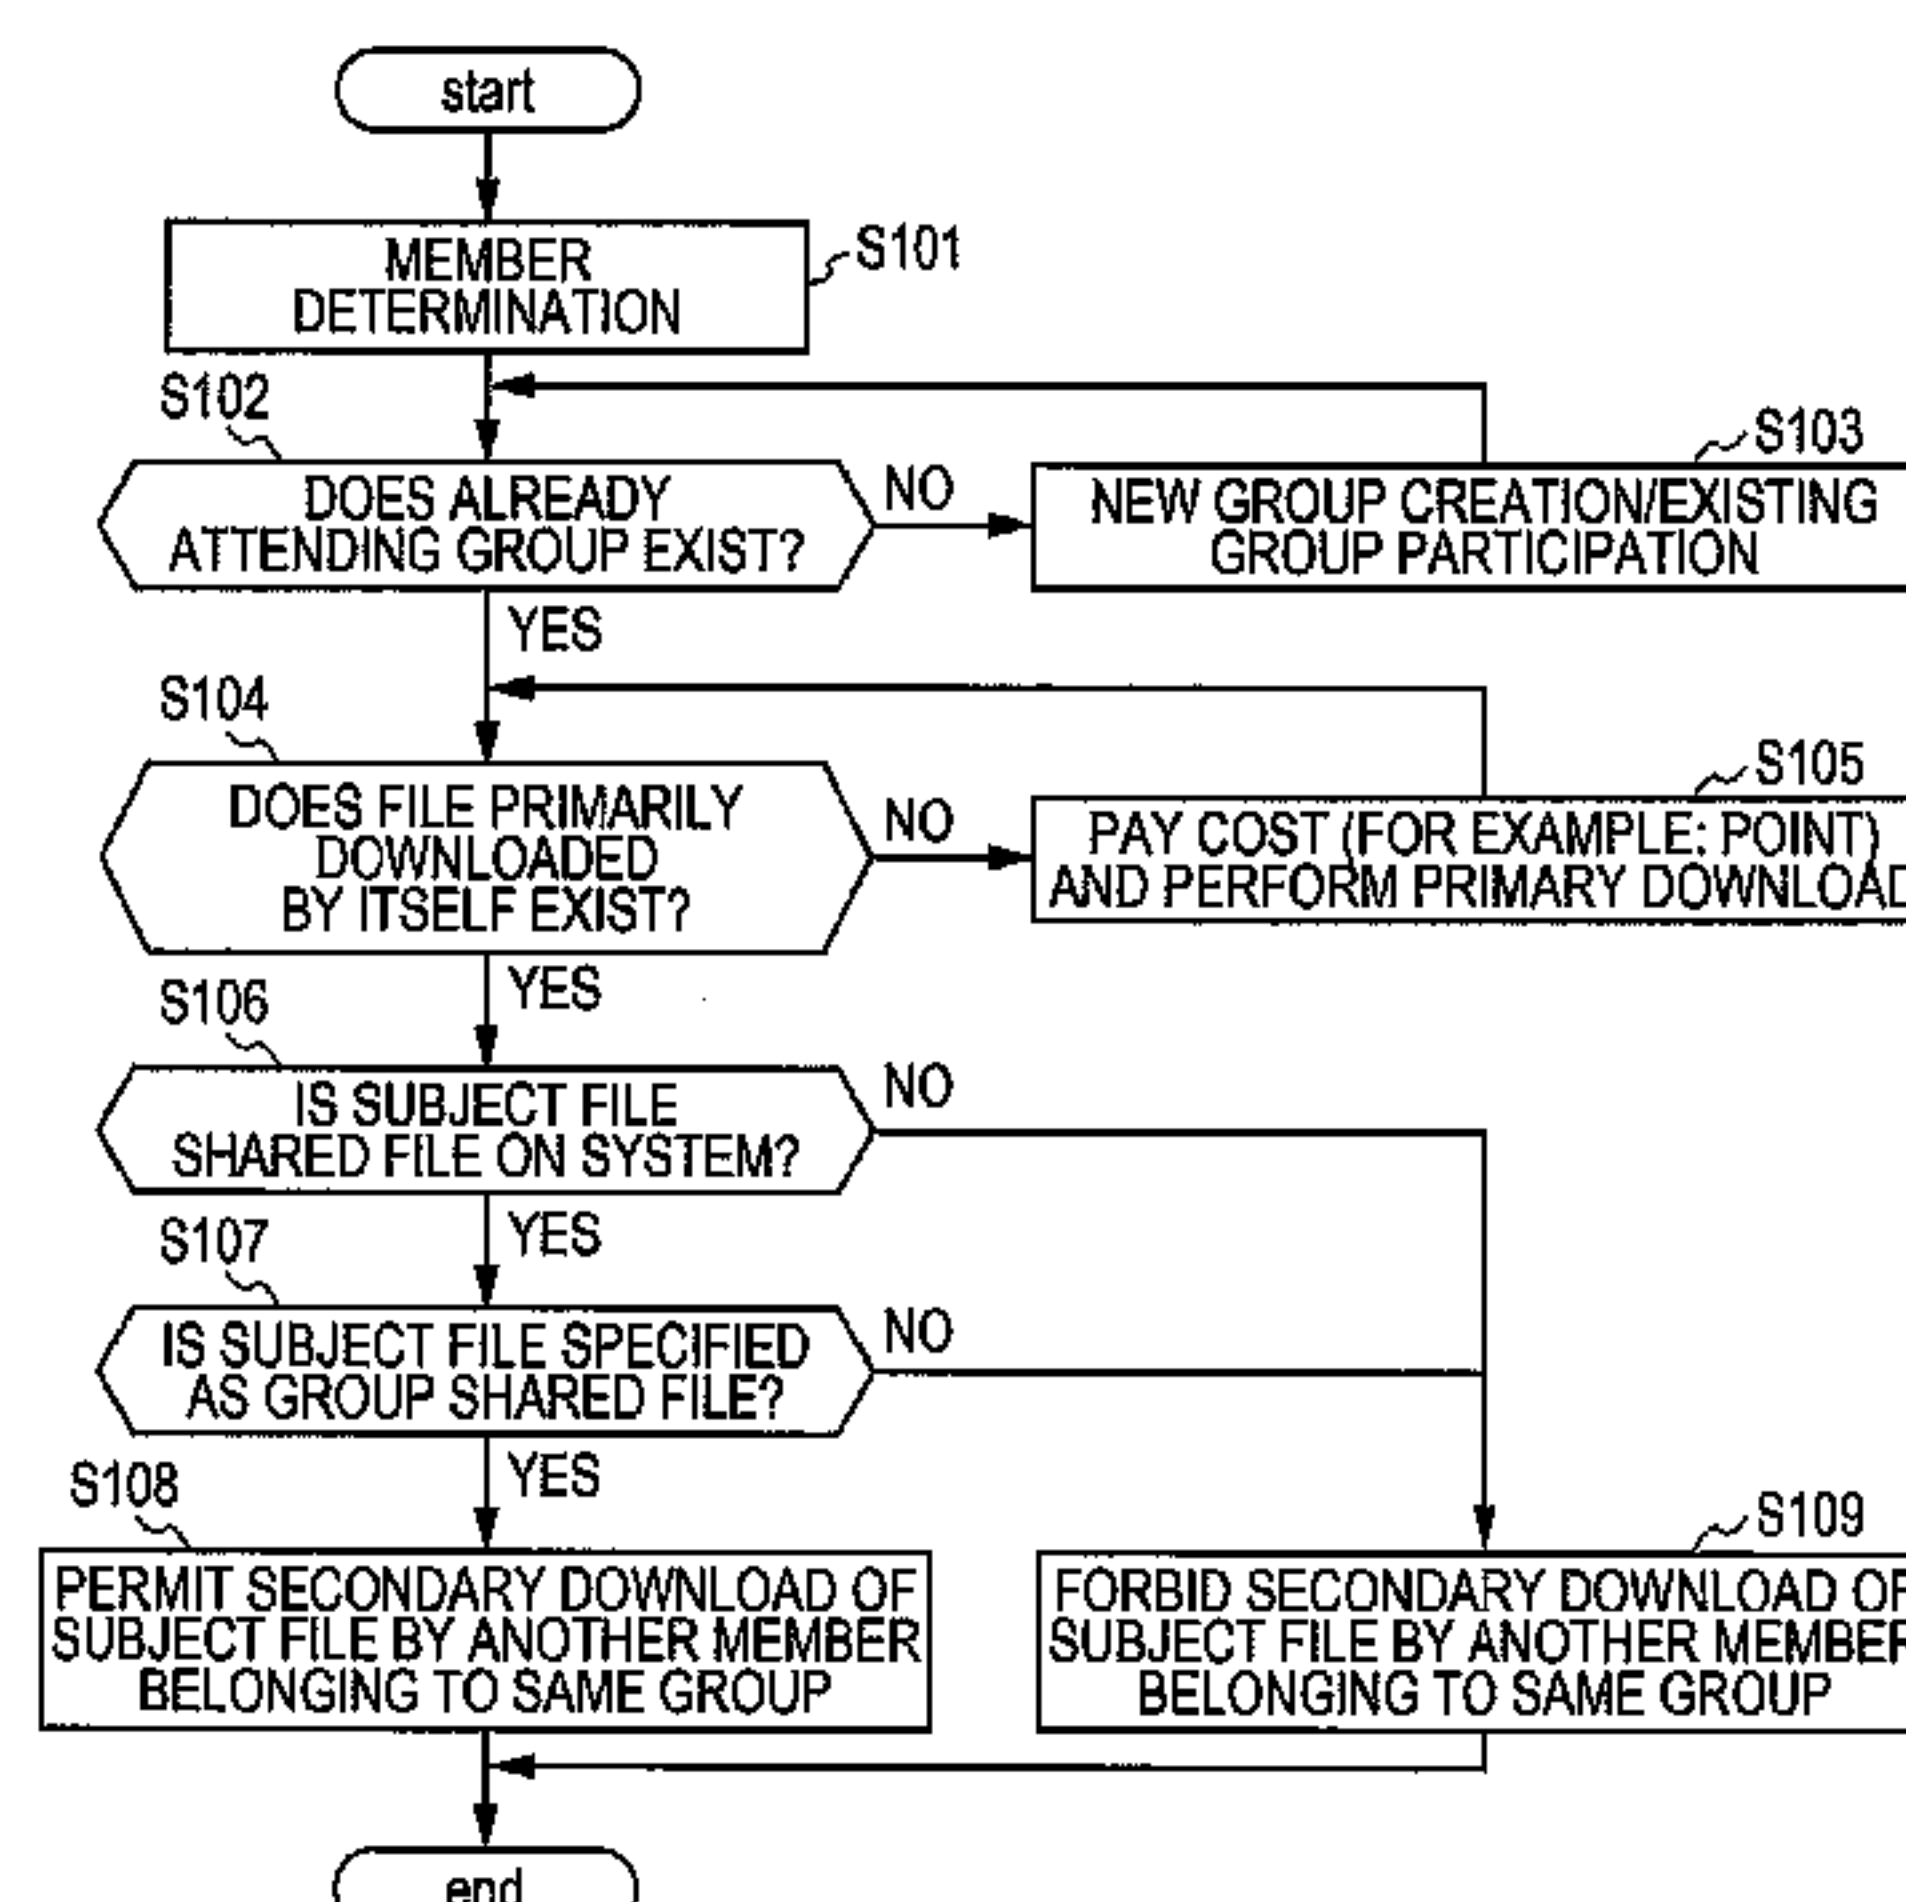 start
MEMBER
DETERMINATION
S101
S102
DOES ALREADY
ATTENDING GROUP EXIST?
NO
S103
NEW GROUP CREATION/EXISTING
GROUP PARTICIPATION
YES
S104
DOES FILE PRIMARILY
DOWNLOADED
BY ITSELF EXIST?
NO
S105
PAY COST (FOR EXAMPLE: POINT)
AND PERFORM PRIMARY DOWNLOAD
YES
S106
IS SUBJECT FILE
SHARED FILE ON SYSTEM?
NO
YES
S107
IS SUBJECT FILE SPECIFIED
AS GROUP SHARED FILE?
NO
YES
S108
PERMIT SECONDARY DOWNLOAD OF
SUBJECT FILE BY ANOTHER MEMBER
BELONGING TO SAME GROUP
S109
FORBID SECONDARY DOWNLOAD OF
SUBJECT FILE BY ANOTHER MEMBER
BELONGING TO SAME GROUP
end